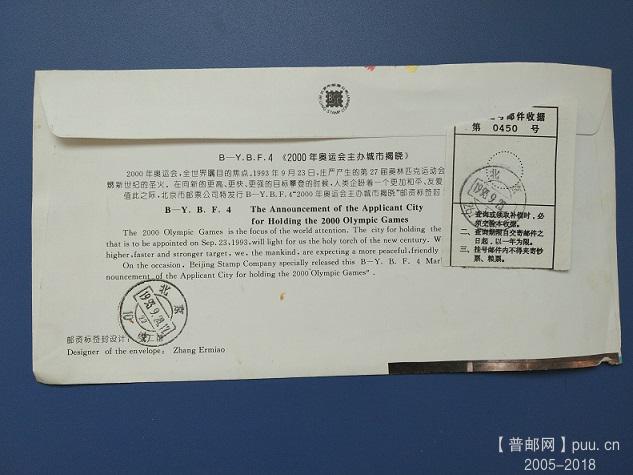 B—Y.B.F.4 《2000年奥运会主办城市揭晓》
2000年奥运会,全世界瞩目的焦点。1993年9月23日,庄严产生的第27届奥林匹克运动会
燃新世纪的圣火。在向新的更高、更快、更强的目标攀登的时候,人类企盼着一个更加和平、友爱
值此之际,北京市邮票公司特发行B—Y.B.F.4“2000年奥运会主办城市揭晓”邮资标签封
B—Y. B. F. 4 The Announcement of the Applicant City
for Holding the 2000 Olympic Games
The 2000 Olympic Games is the focus of the world attention. The city for holding the
that is to be appointed on Sep. 23,1993,will light for us the holy torch of the new century. W
higher,faster and stronger target, we, the mankind, are expecting a more peaceful,friendly
On the occasion, Beijing Stamp Company specially released this B—Y. B. F. 4 Mar
nouncement of the Applicant City for holding the 2000 Olympic Games".
邮资标签封设计:
Designer of the envelope: Zhang Ermiao
北京
号邮件收据
第 0450 号
北京
一、查询或领取补偿时,必须交验本收据。
二、查询期限自交寄邮件之日起,以一年为限。
三、挂号邮件内不得夹寄钞票、粮票。
【普邮网】puu.cn
2005-2018